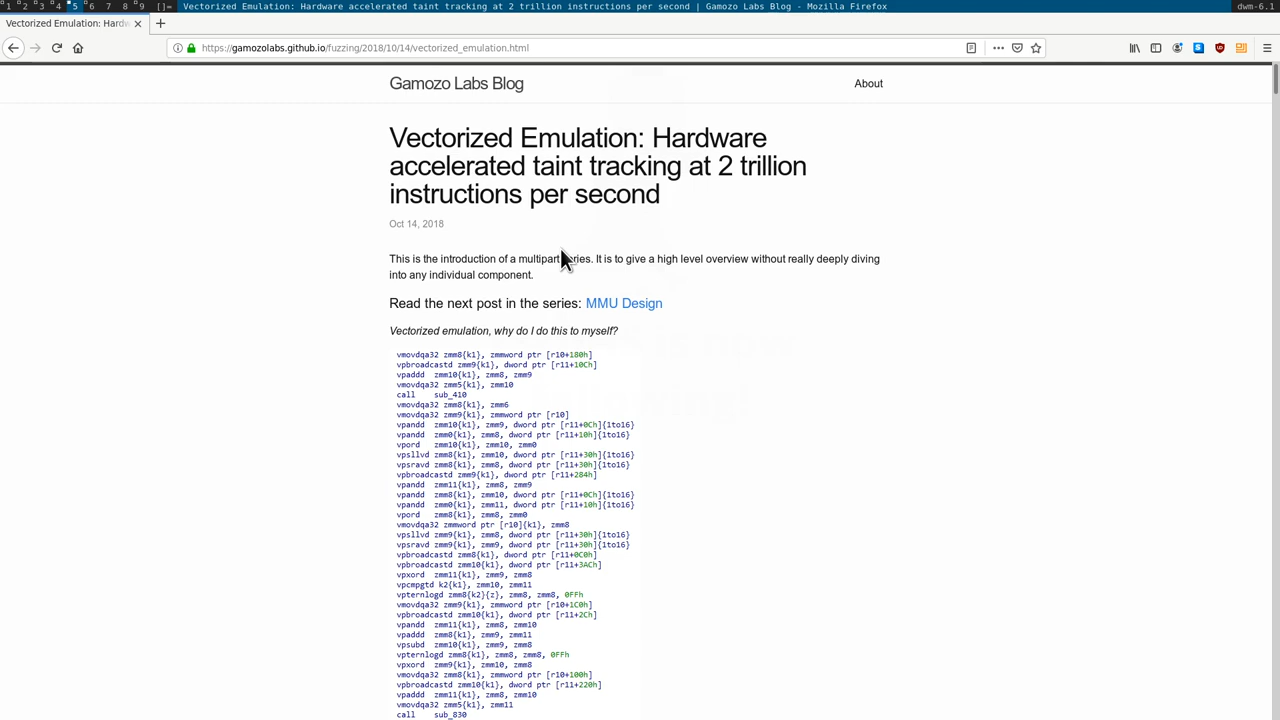 1 2 3 4 5 6 7 8 9 []= Vectorized Emulation: Hardware accelerated taint tracking at 2 trillion instructions per second | Gamozo Labs Blog - Mozilla Firefox dwm-6.1
Vectorized Emulation: Hardw
https://gamozolabs.github.io/fuzzing/2018/10/14/vectorized_emulation.html
Gamozo Labs Blog About
Vectorized Emulation: Hardware
accelerated taint tracking at 2 trillion
instructions per second
Oct 14, 2018
This is the introduction of a multipart series. It is to give a high level overview without really deeply diving
into any individual component.
Read the next post in the series: MMU Design
Vectorized emulation, why do I do this to myself?
vmovdqa32 zmm8{k1}, zmmword ptr [r10+180h]
vpbroadcastd zmm9{k1}, dword ptr [r11+10Ch]
vpaddd zmm10{k1}, zmm8, zmm9
vmovdqa32 zmm5{k1}, zmm10
call sub_410
vmovdqa32 zmm8{k1}, zmm6
vmovdqa32 zmm9{k1}, zmmword ptr [r10]
vpandd zmm10{k1}, zmm9, dword ptr [r11+0Ch]{1to16}
vpandd zmm0{k1}, zmm8, dword ptr [r11+10h]{1to16}
vpord zmm10{k1}, zmm10, zmm0
vpsllvd zmm8{k1}, zmm10, dword ptr [r11+30h]{1to16}
vpsravd zmm8{k1}, zmm8, dword ptr [r11+30h]{1to16}
vpbroadcastd zmm9{k1}, dword ptr [r11+284h]
vpandd zmm11{k1}, zmm8, zmm9
vpandd zmm8{k1}, zmm10, dword ptr [r11+0Ch]{1to16}
vpandd zmm0{k1}, zmm11, dword ptr [r11+10h]{1to16}
vpord zmm8{k1}, zmm8, zmm0
vmovdqa32 zmmword ptr [r10]{k1}, zmm8
vpsllvd zmm9{k1}, zmm8, dword ptr [r11+30h]{1to16}
vpsravd zmm9{k1}, zmm9, dword ptr [r11+30h]{1to16}
vpbroadcastd zmm8{k1}, dword ptr [r11+0C0h]
vpbroadcastd zmm10{k1}, dword ptr [r11+3ACh]
vpxord zmm11{k1}, zmm9, zmm8
vpcmpgtd k2{k1}, zmm10, zmm11
vpternlogd zmm8{k2}{z}, zmm8, zmm8, 0FFh
vmovdqa32 zmm9{k1}, zmmword ptr [r10+1C0h]
vpbroadcastd zmm10{k1}, dword ptr [r11+2Ch]
vpandd zmm11{k1}, zmm8, zmm10
vpaddd zmm8{k1}, zmm9, zmm11
vpsubd zmm10{k1}, zmm9, zmm8
vpternlogd zmm8{k1}, zmm8, zmm8, 0FFh
vpxord zmm9{k1}, zmm10, zmm8
vmovdqa32 zmm8{k1}, zmmword ptr [r10+100h]
vpbroadcastd zmm10{k1}, dword ptr [r11+220h]
vpaddd zmm11{k1}, zmm8, zmm10
vmovdqa32 zmm5{k1}, zmm11
call sub_830